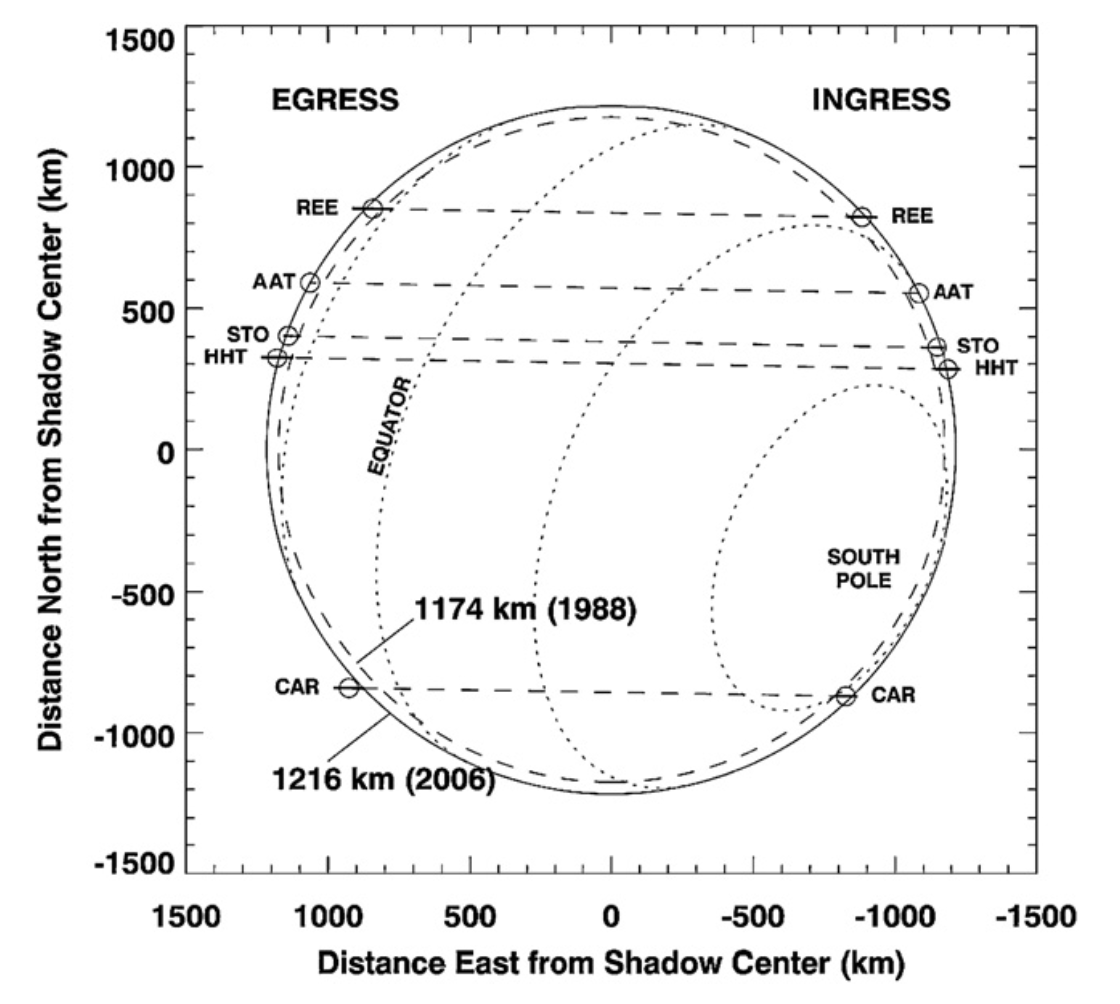 1500
EGRESS
INGRESS
1000
REE
REE
AAT
AAT
500
STO
STO
HHT
HHT
EQUATOR
0
Distance North from Shadow Center (km)
SOUTH
POLE
-500
1174 km (1988)
CAR
CAR
-1000
1216 km (2006)
-1500
1500 1000 500 0 -500 -1000 -1500
Distance East from Shadow Center (km)